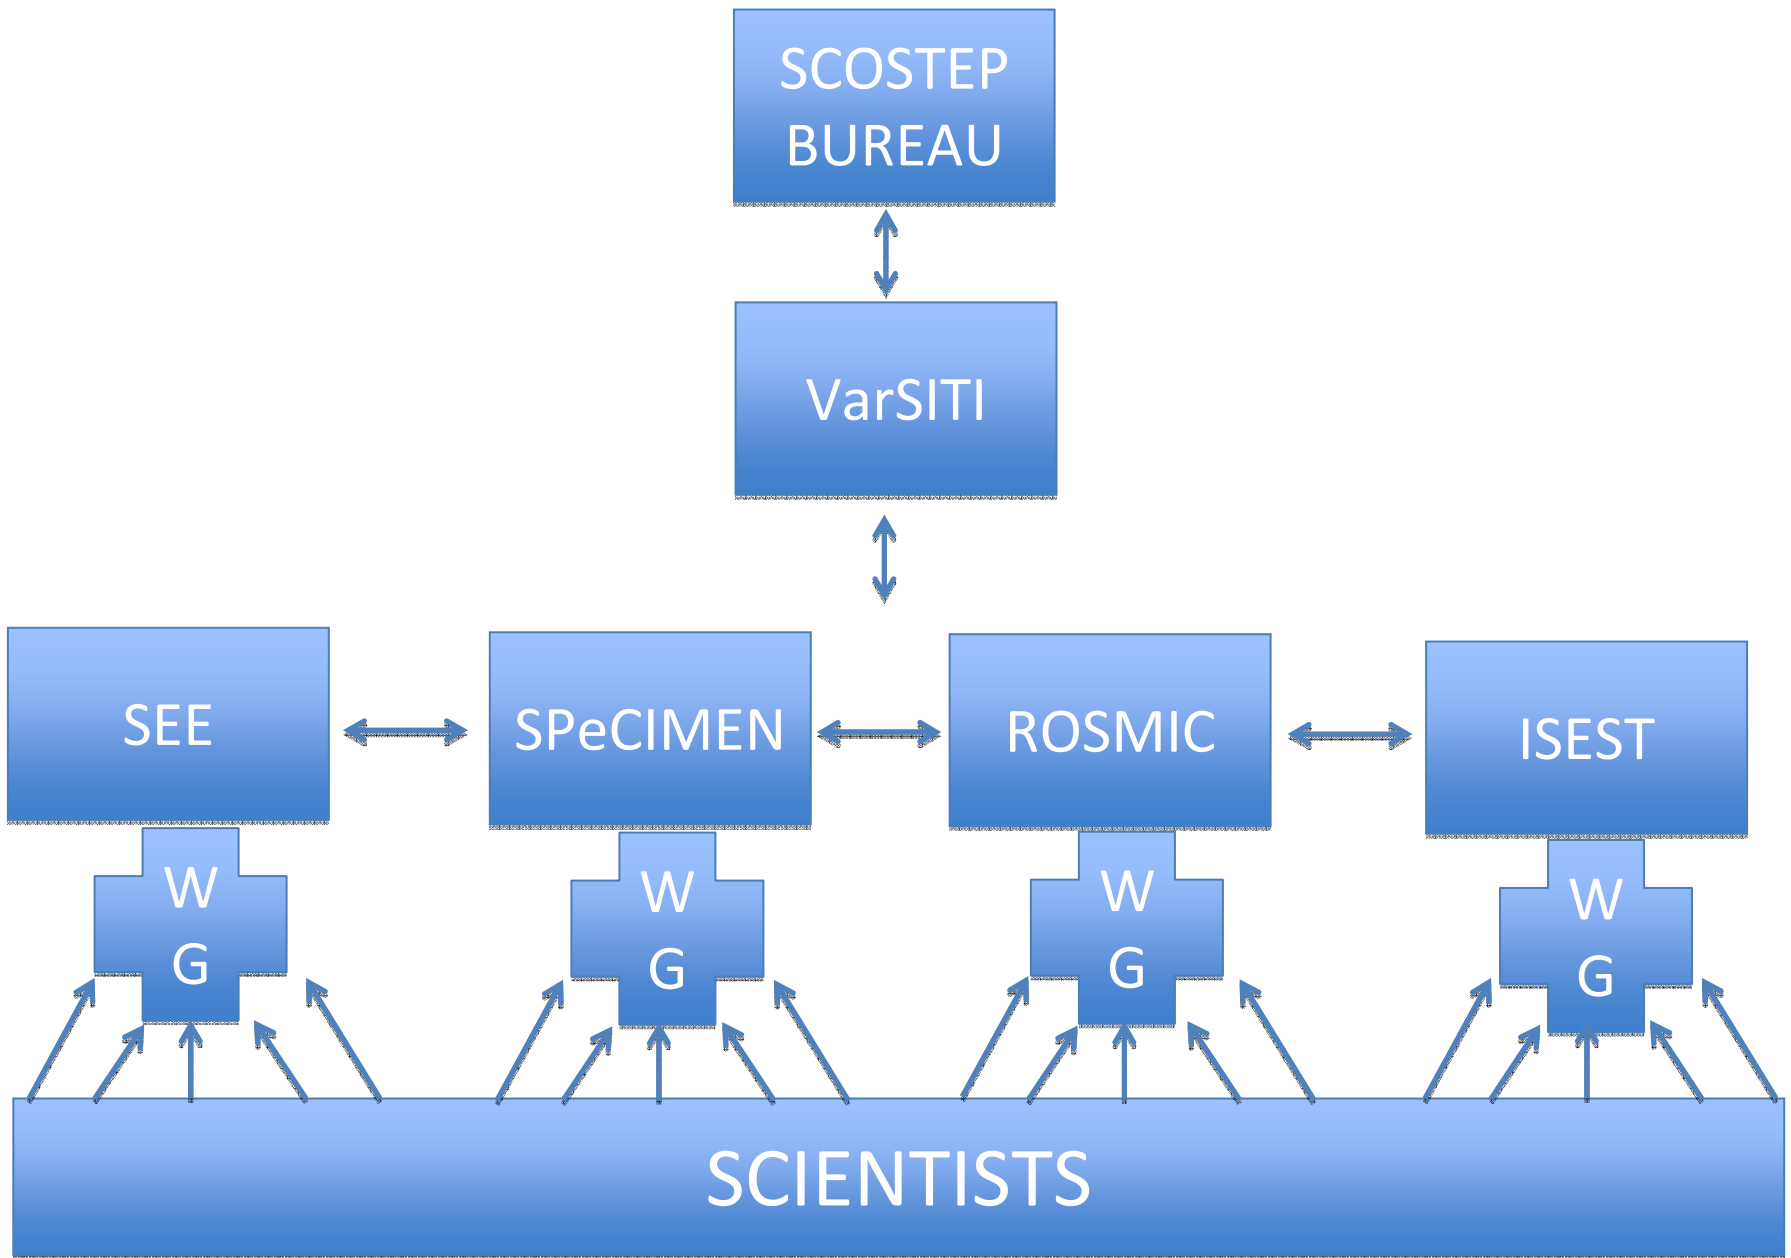 SCOSTEP
BUREAU
VarSITI
SEE
SPeCIMEN
ROSMIC
ISEST
W
G
W
G
W
G
W
G
SCIENTISTS